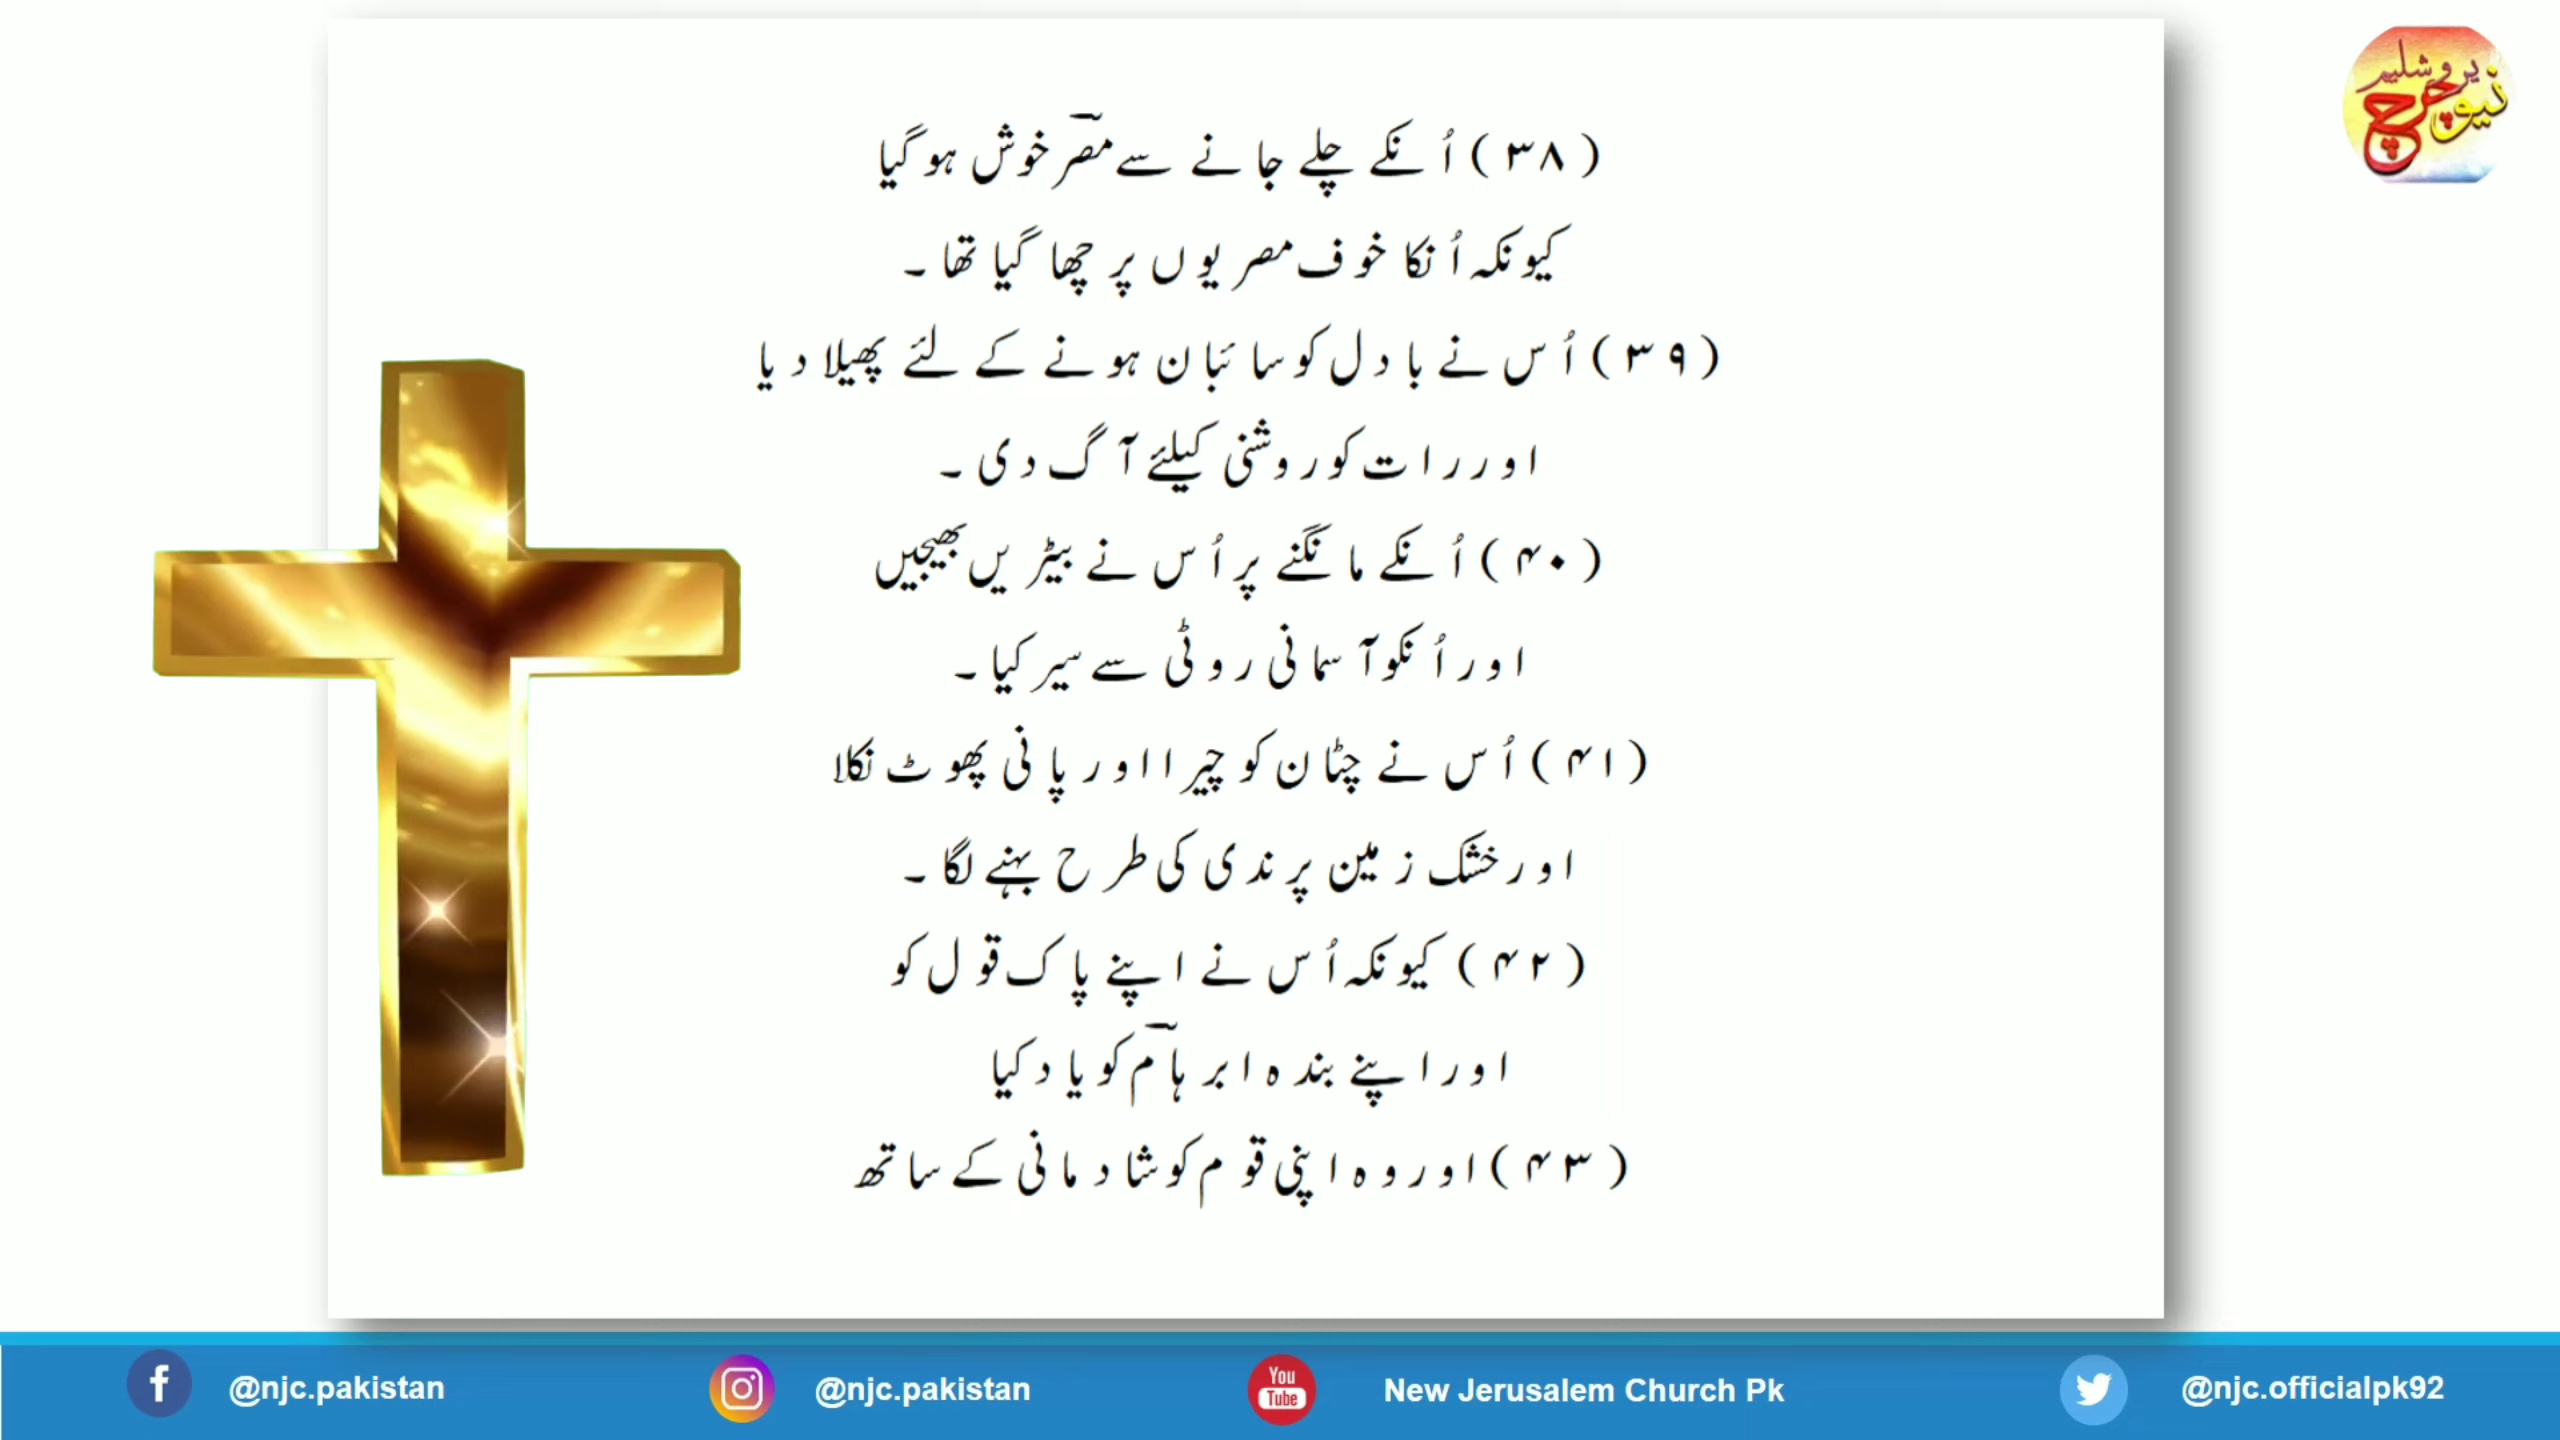 نیو یروشلیم چرچ
(۳۸) اُنکے چلے جانے سے مصرؔ خوش ہو گیا
کیونکہ اُنکا خوف مصریوں پر چھا گیا تھا ۔
(۳۹) اُس نے بادل کو سائبان ہونے کے لئے پھیلا دیا
اور رات کو روشنی کیلئے آگ دی ۔
(۴۰) اُنکے مانگنے پر اُس نے بیٹریں بھیجیں
اور اُنکو آسمانی روٹی سے سیر کیا ۔
(۴۱) اُس نے چٹان کو چیرا اور پانی پھوٹ نکلا
اور خشک زمین پر ندی کی طرح بہنے لگا ۔
(۴۲) کیونکہ اُس نے اپنے پاک قول کو
اور اپنے بندہ ابرہامؔ کو یاد کیا
(۴۳) اور وہ اپنی قوم کو شادمانی کے ساتھ
@njc.pakistan @njc.pakistan You Tube New Jerusalem Church Pk @njc.officialpk92